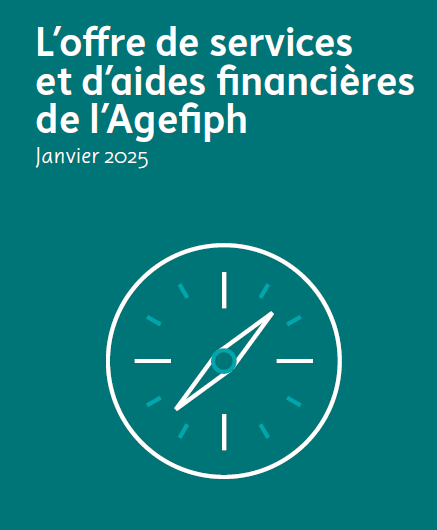 L’offre de services
et d’aides financières
de l’Agefiph
Janvier 2025